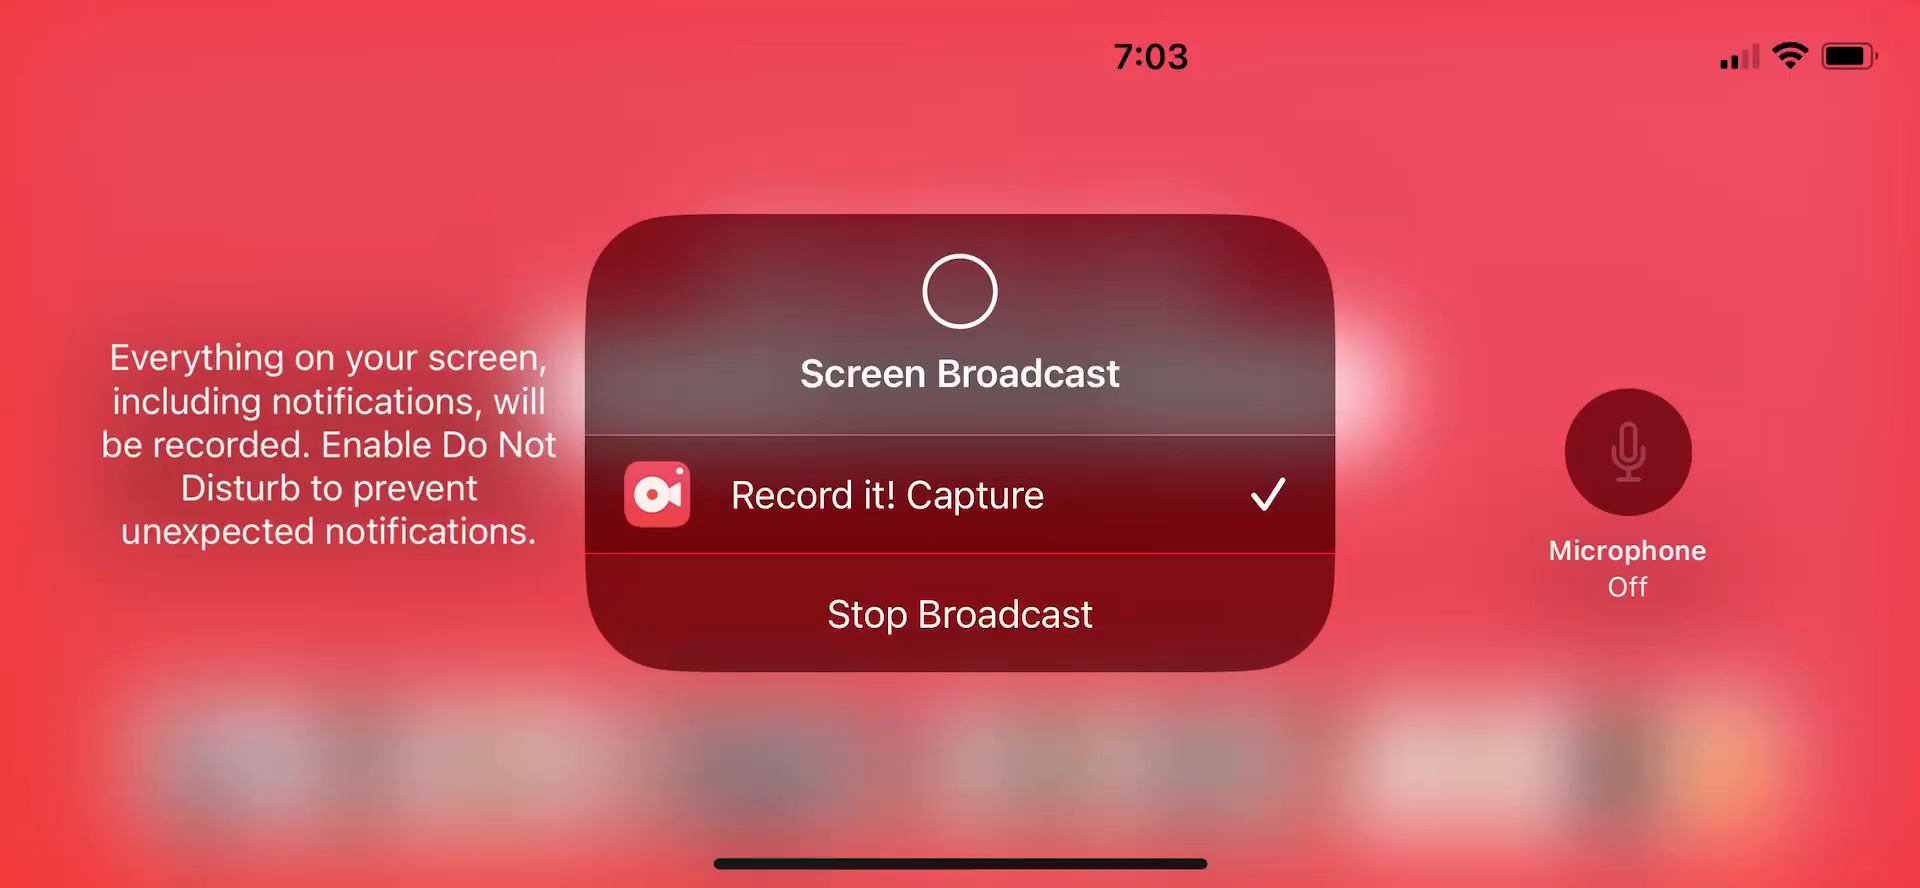 7:03
Everything on your screen,
including notifications, will
be recorded. Enable Do Not
Disturb to prevent
unexpected notifications.
Screen Broadcast
Record it! Capture
Stop Broadcast
Microphone
Off